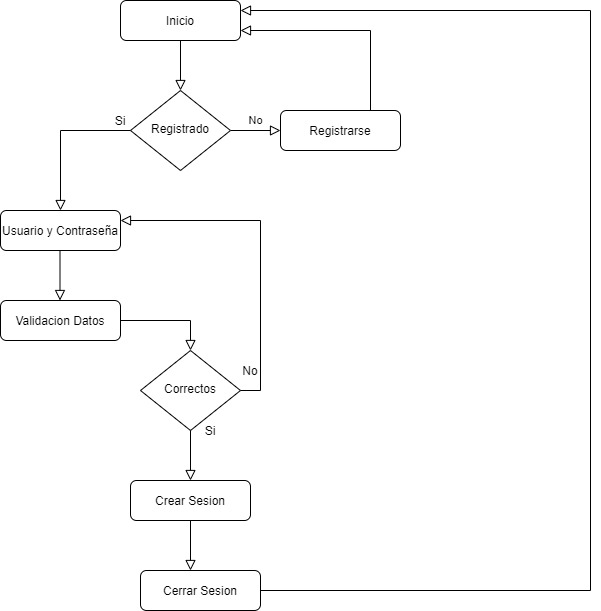 Inicio
Si
Registrado
No
Registrarse
Usuario y Contraseña
Validacion Datos
Correctos
No
Si
Crear Sesion
Cerrar Sesion